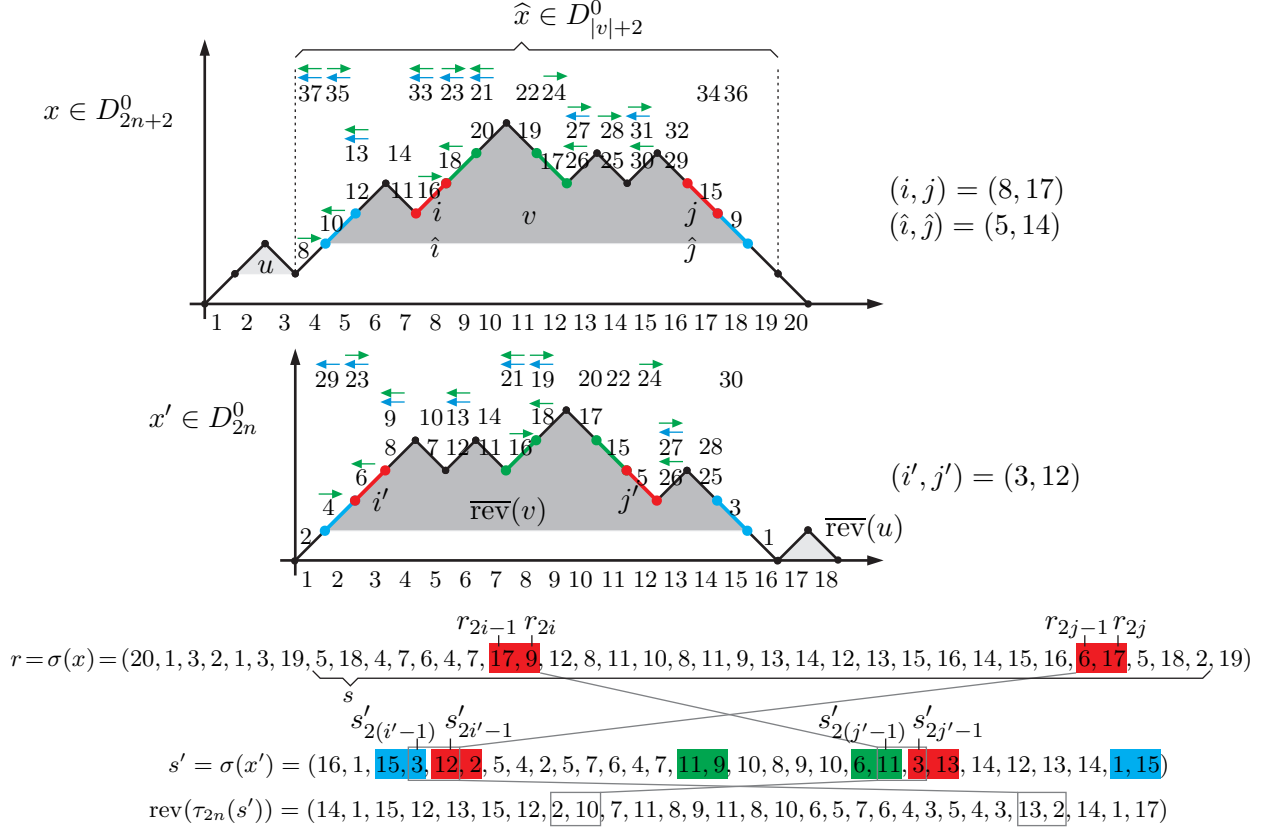 x̂ ∈ D⁰_{|v|+2}
37 35 33 23 21 22 24 34 36
x ∈ D⁰_{2n+2}
20 19 27 28 31 32
13 14 18 17 26 25 30 29
12 11 16 15
(i, j) = (8, 17)
10 i v j 9
(î, ĵ) = (5, 14)
8 î ĵ
u
1 2 3 4 5 6 7 8 9 10 11 12 13 14 15 16 17 18 19 20
29 23 21 19 20 22 24 30
x′ ∈ D⁰_{2n}
9 10 13 14 18 17
8 7 12 11 16 15 27 28
6 5 26 25
(i′, j′) = (3, 12)
4 i′ rev(v) j′ 3
2 1 rev(u)
1 2 3 4 5 6 7 8 9 10 11 12 13 14 15 16 17 18
r_{2i−1} r_{2i} r_{2j−1} r_{2j}
r = σ(x) = (20, 1, 3, 2, 1, 3, 19, 5, 18, 4, 7, 6, 4, 7, 17, 9, 12, 8, 11, 10, 8, 11, 9, 13, 14, 12, 13, 15, 16, 14, 15, 16, 6, 17, 5, 18, 2, 19)
s
s′_{2(i′−1)} s′_{2i′−1} s′_{2(j′−1)} s′_{2j′−1}
s′ = σ(x′) = (16, 1, 15, 3, 12, 2, 5, 4, 2, 5, 7, 6, 4, 7, 11, 9, 10, 8, 9, 10, 6, 11, 3, 13, 14, 12, 13, 14, 1, 15)
rev(τ_{2n}(s′)) = (14, 1, 15, 12, 13, 15, 12, 2, 10, 7, 11, 8, 9, 11, 8, 10, 6, 5, 7, 6, 4, 3, 5, 4, 3, 13, 2, 14, 1, 17)